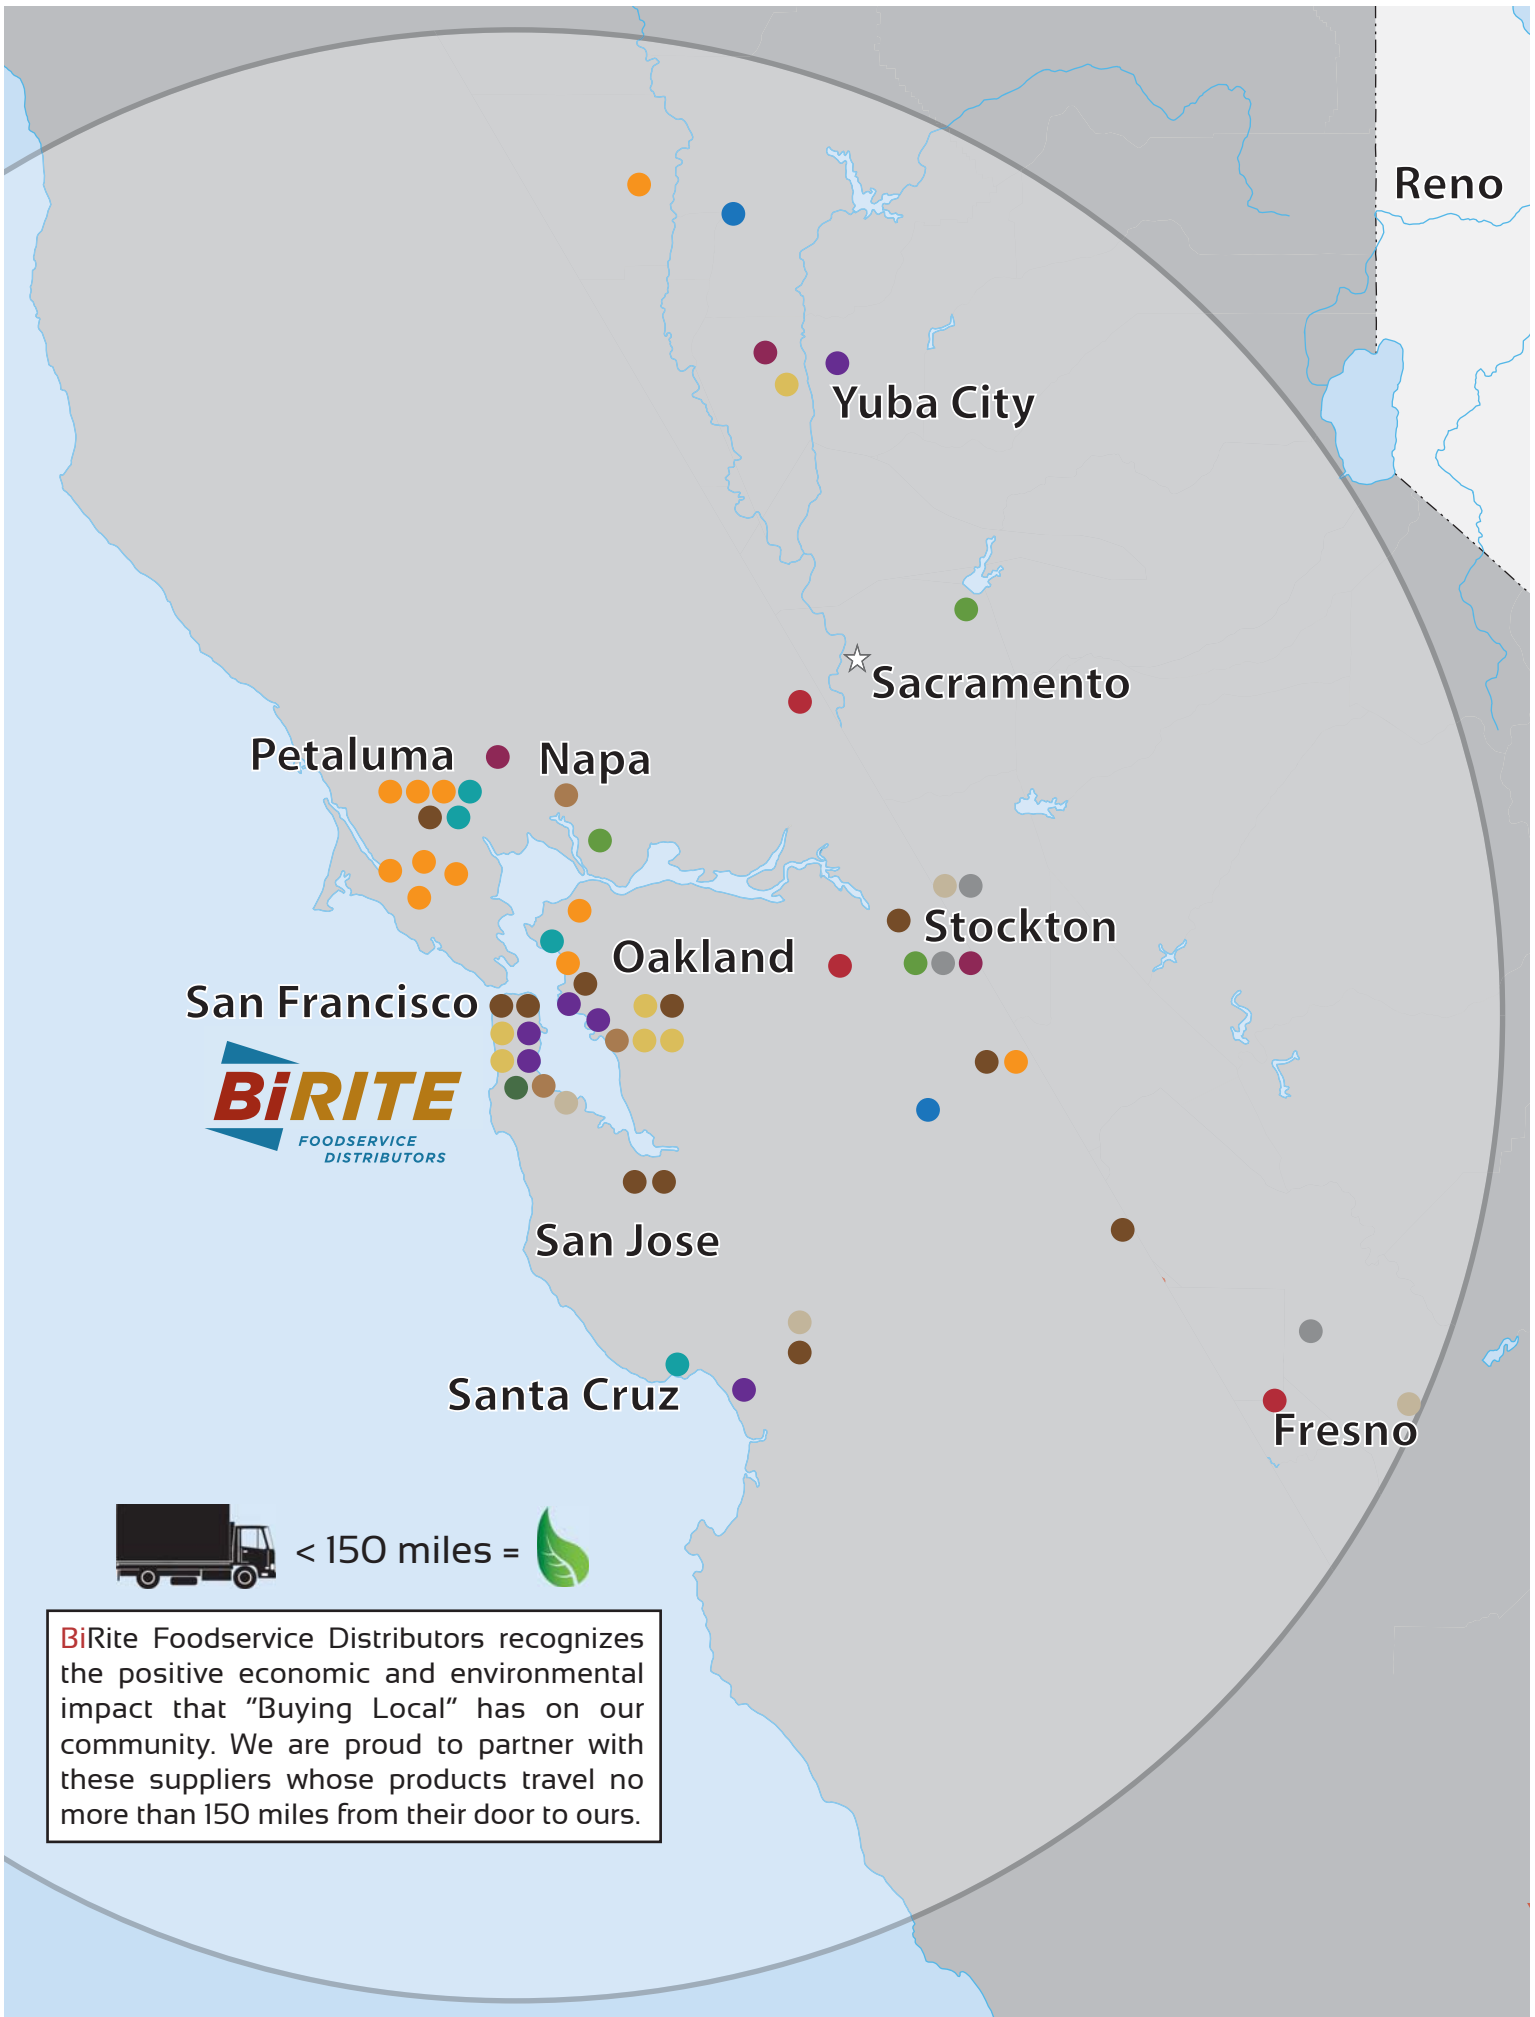 Reno
Yuba City
Sacramento
Petaluma
Napa
Stockton
Oakland
San Francisco
BiRITE
FOODSERVICE
DISTRIBUTORS
San Jose
Santa Cruz
Fresno
< 150 miles =
BiRite Foodservice Distributors recognizes
the positive economic and environmental
impact that "Buying Local" has on our
community. We are proud to partner with
these suppliers whose products travel no
more than 150 miles from their door to ours.